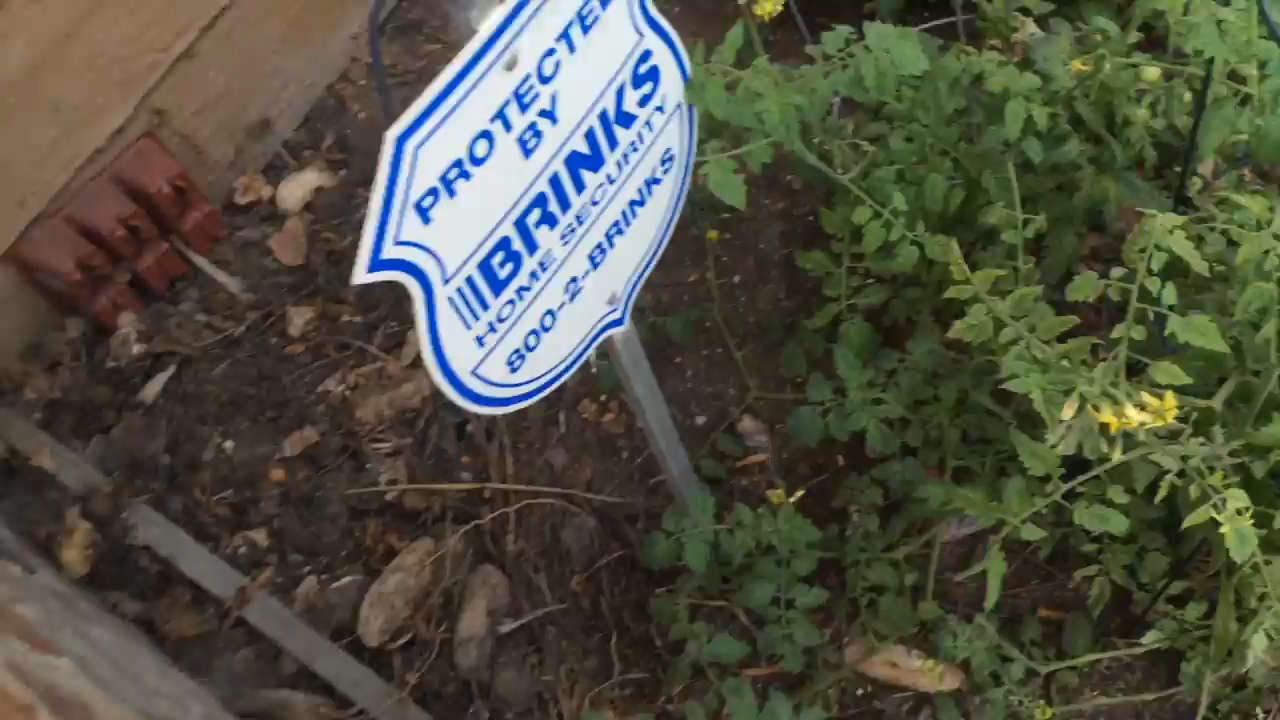 PROTECTED
BY
BRINKS
HOME SECURITY
800-2-BRINKS